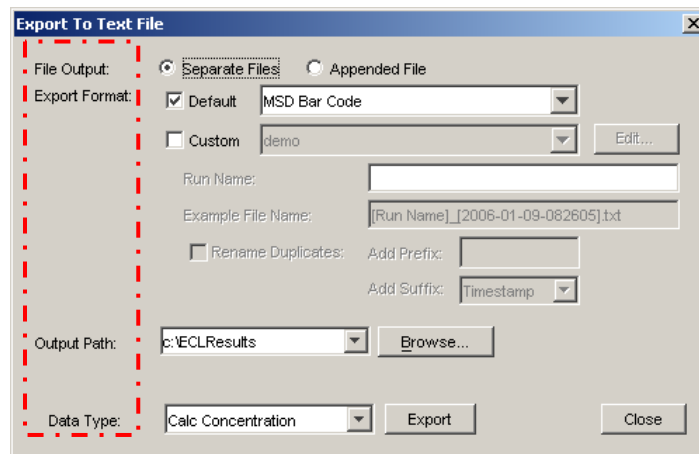 Export To Text File
File Output: Separate Files Appended File
Export Format: Default MSD Bar Code
Custom demo Edit...
Run Name:
Example File Name: [Run Name]_[2006-01-09-082605].txt
Rename Duplicates: Add Prefix:
Add Suffix: Timestamp
Output Path: c:\ECLResults Browse...
Data Type: Calc Concentration Export Close